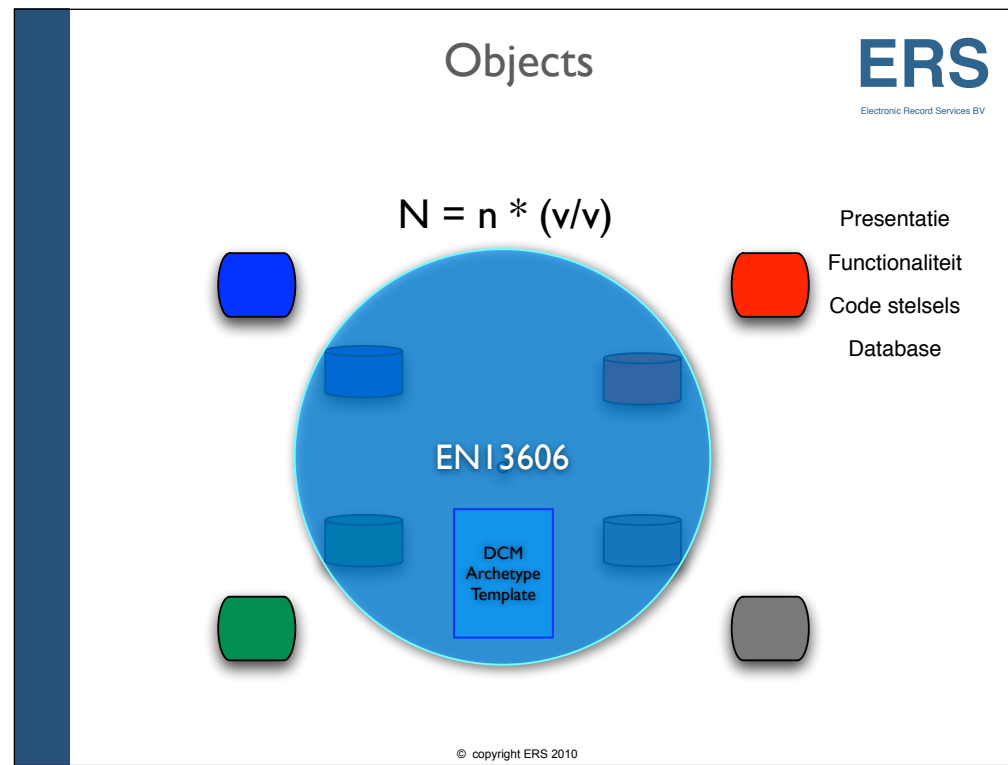 Objects
ERS
Electronic Record Services BV
N = n * (v/v)
Presentatie
Functionaliteit
Code stelsels
Database
EN13606
DCM
Archetype
Template
© copyright ERS 2010